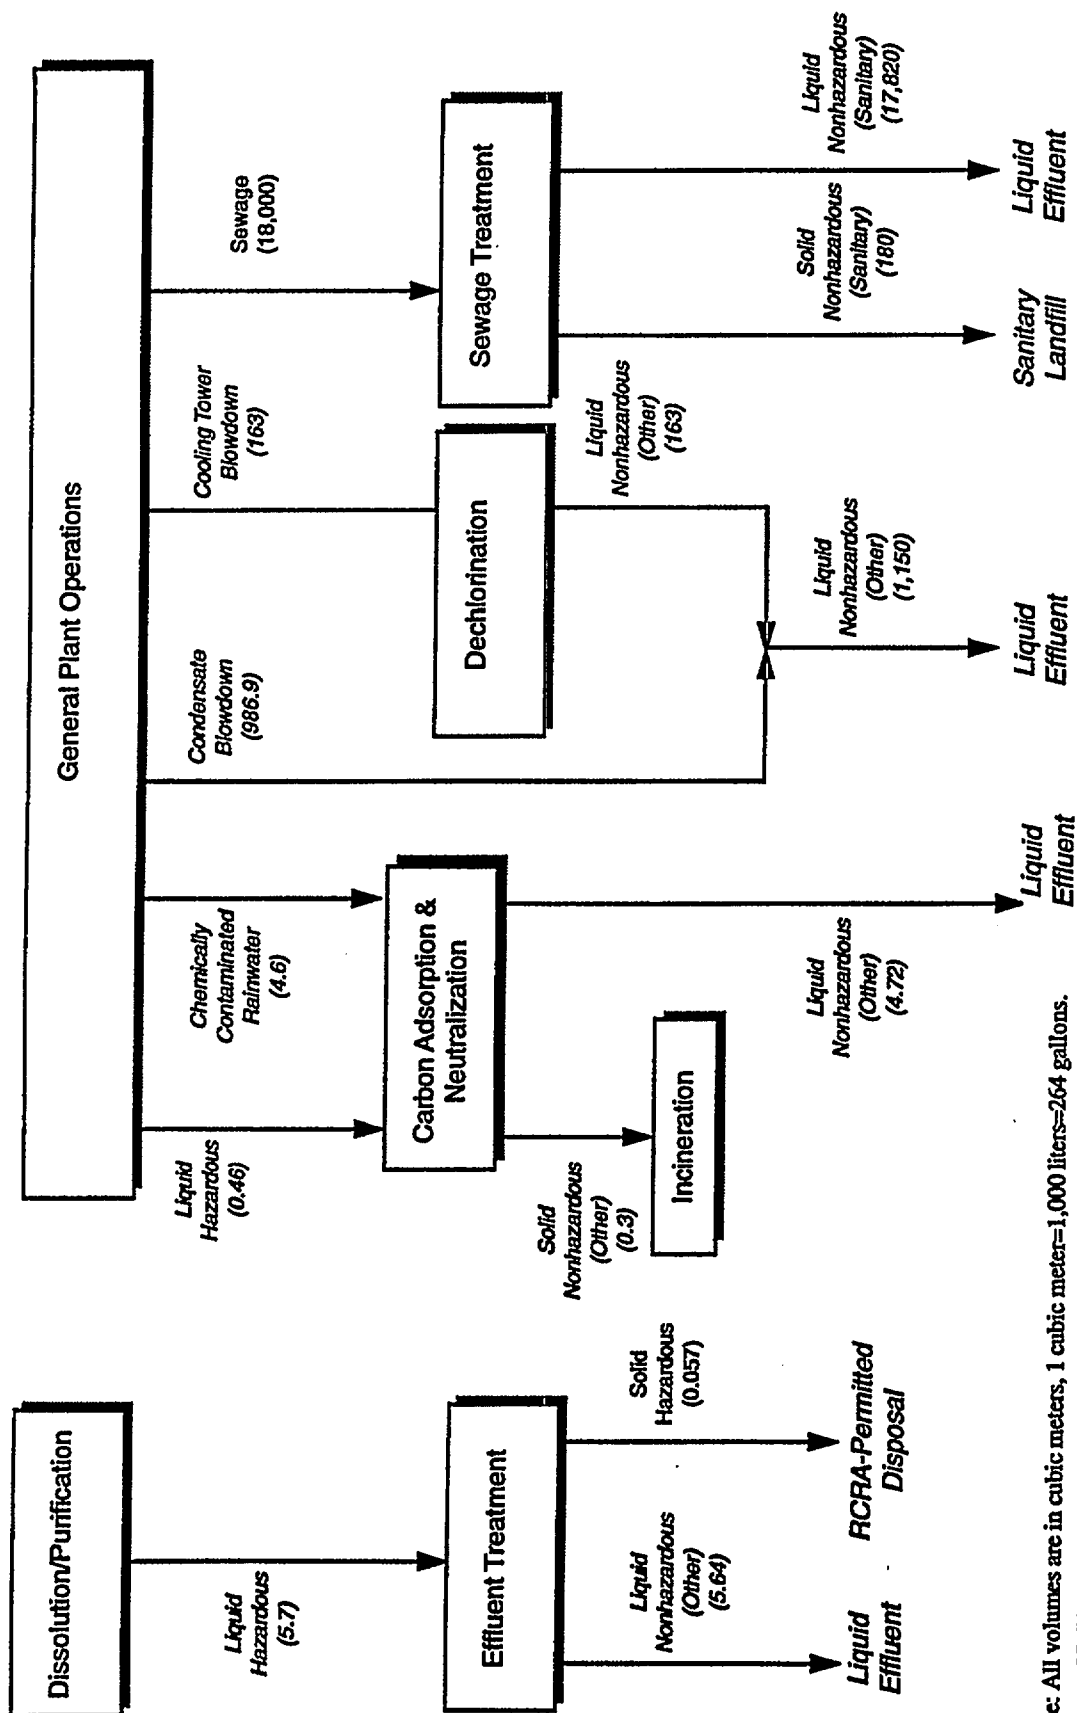 Dissolution/Purification
Liquid
Hazardous
(5.7)
Effluent Treatment
Liquid
Nonhazardous
(Other)
(5.64)
Liquid
Effluent
Solid
Hazardous
(0.057)
RCRA-Permitted
Disposal
General Plant Operations
Liquid
Hazardous
(0.46)
Chemically
Contaminated
Rainwater
(4.6)
Carbon Adsorption &
Neutralization
Solid
Nonhazardous
(Other)
(0.3)
Incineration
Liquid
Nonhazardous
(Other)
(4.72)
Liquid
Effluent
Condensate
Blowdown
(986.9)
Cooling Tower
Blowdown
(163)
Dechlorination
Liquid
Nonhazardous
(Other)
(163)
Liquid
Nonhazardous
(Other)
(1,150)
Liquid
Effluent
Sewage
(18,000)
Sewage Treatment
Solid
Nonhazardous
(Sanitary)
(180)
Sanitary
Landfill
Liquid
Nonhazardous
(Sanitary)
(17,820)
Liquid
Effluent
e: All volumes are in cubic meters, 1 cubic meter=1,000 liters=264 gallons.